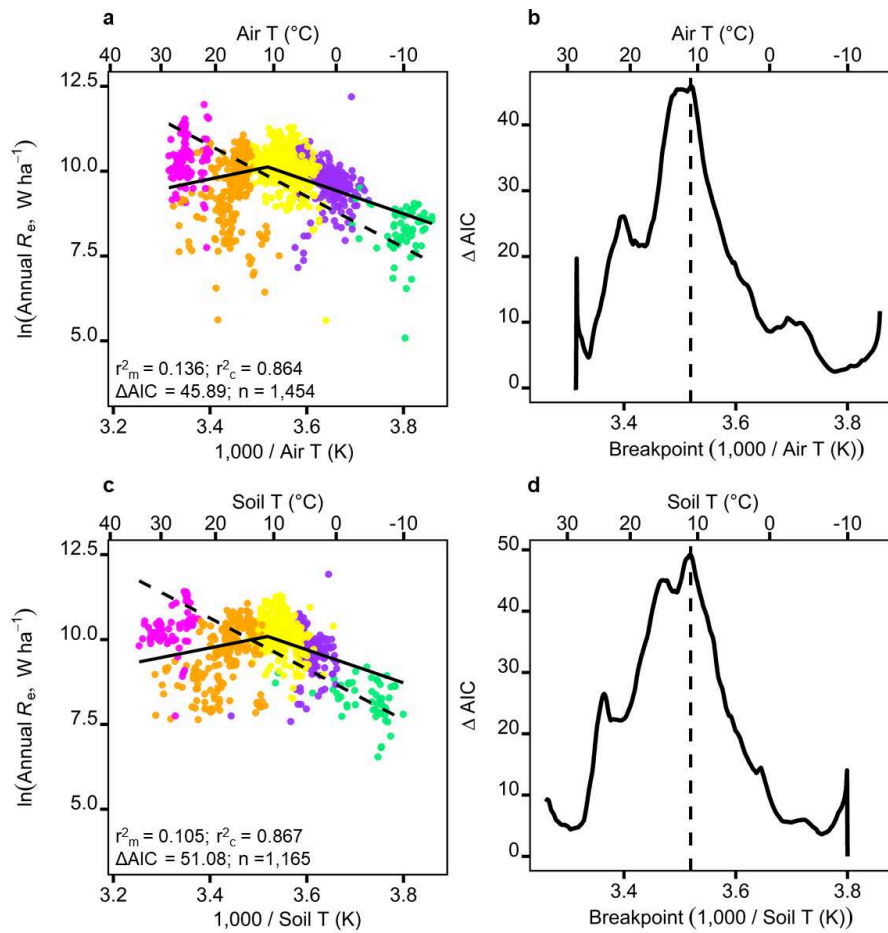 a
Air T (°C)
40 30 20 10 0 -10
12.5
10.0
7.5
5.0
ln(Annual Rₑ, W ha⁻¹)
r²ₘ = 0.136; r²c = 0.864
ΔAIC = 45.89; n = 1,454
3.2 3.4 3.6 3.8
1,000 / Air T (K)
b
Air T (°C)
30 20 10 0 -10
40
30
20
10
0
Δ AIC
3.4 3.6 3.8
Breakpoint (1,000 / Air T (K))
c
Soil T (°C)
40 30 20 10 0 -10
12.5
10.0
7.5
5.0
ln(Annual Rₑ, W ha⁻¹)
r²ₘ = 0.105; r²c = 0.867
ΔAIC = 51.08; n =1,165
3.2 3.4 3.6 3.8
1,000 / Soil T (K)
d
Soil T (°C)
30 20 10 0 -10
50
40
30
20
10
0
Δ AIC
3.4 3.6 3.8
Breakpoint (1,000 / Soil T (K))